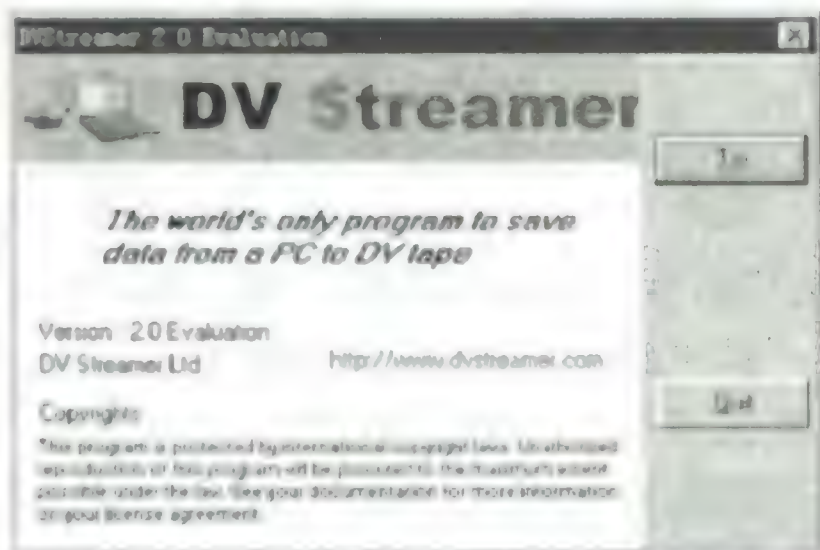 DVStreamer 2.0 Evaluation
DV Streamer
The world's only program to save
data from a PC to DV tape
Version 2.0 Evaluation
DV Streamer Ltd
http://www.dvstreamer.com
Copyrights
This program is protected by international copyright laws. Unauthorized
reproduction of this program will be prosecuted to the maximum extent
possible under the law. See your documentation for more information
on your license agreement.